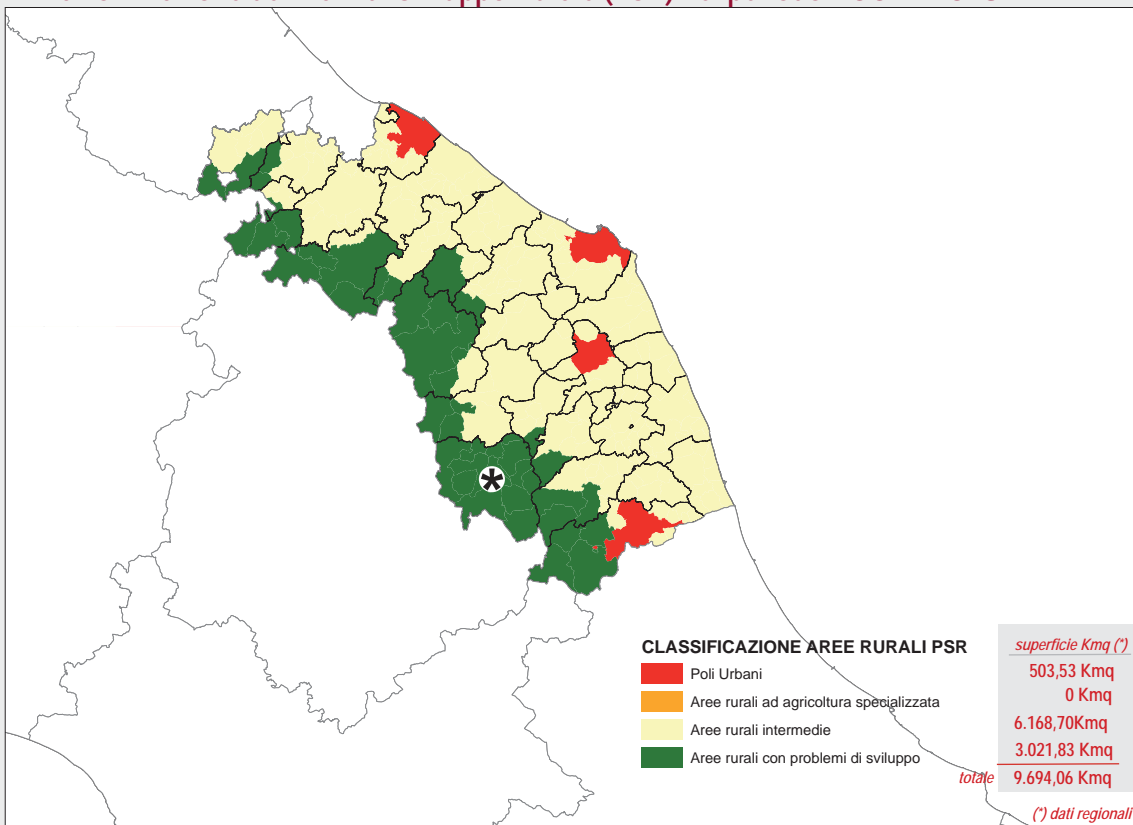 CLASSIFICAZIONE AREE RURALI PSR
superficie Kmq (*)
Poli Urbani
503,53 Kmq
Aree rurali ad agricoltura specializzata
0 Kmq
Aree rurali intermedie
6.168,70Kmq
Aree rurali con problemi di sviluppo
3.021,83 Kmq
totale 9.694,06 Kmq
(*) dati regionali
*